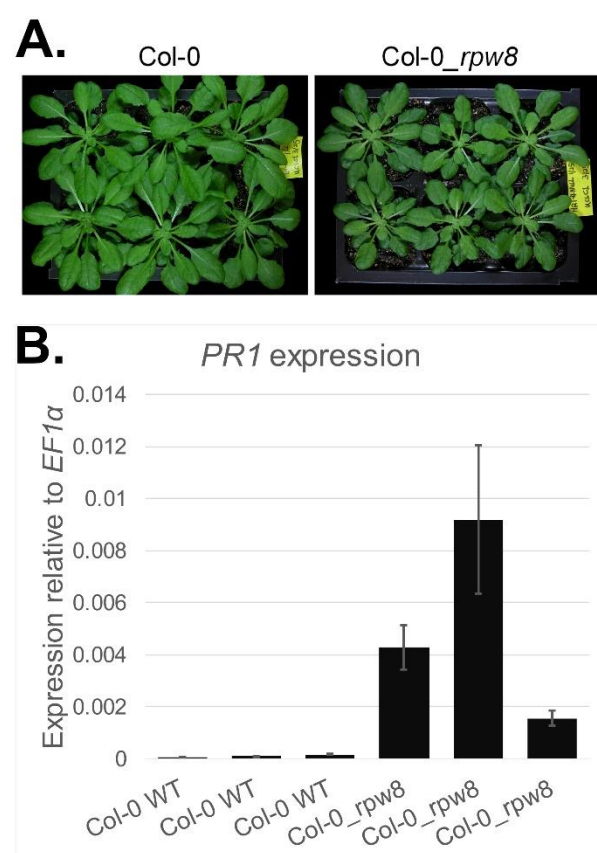 A.
Col-0
Col-0_rpw8
B.
PR1 expression
Expression relative to EF1α
0.014
0.012
0.01
0.008
0.006
0.004
0.002
0
Col-0 WT
Col-0 WT
Col-0 WT
Col-0_rpw8
Col-0_rpw8
Col-0_rpw8